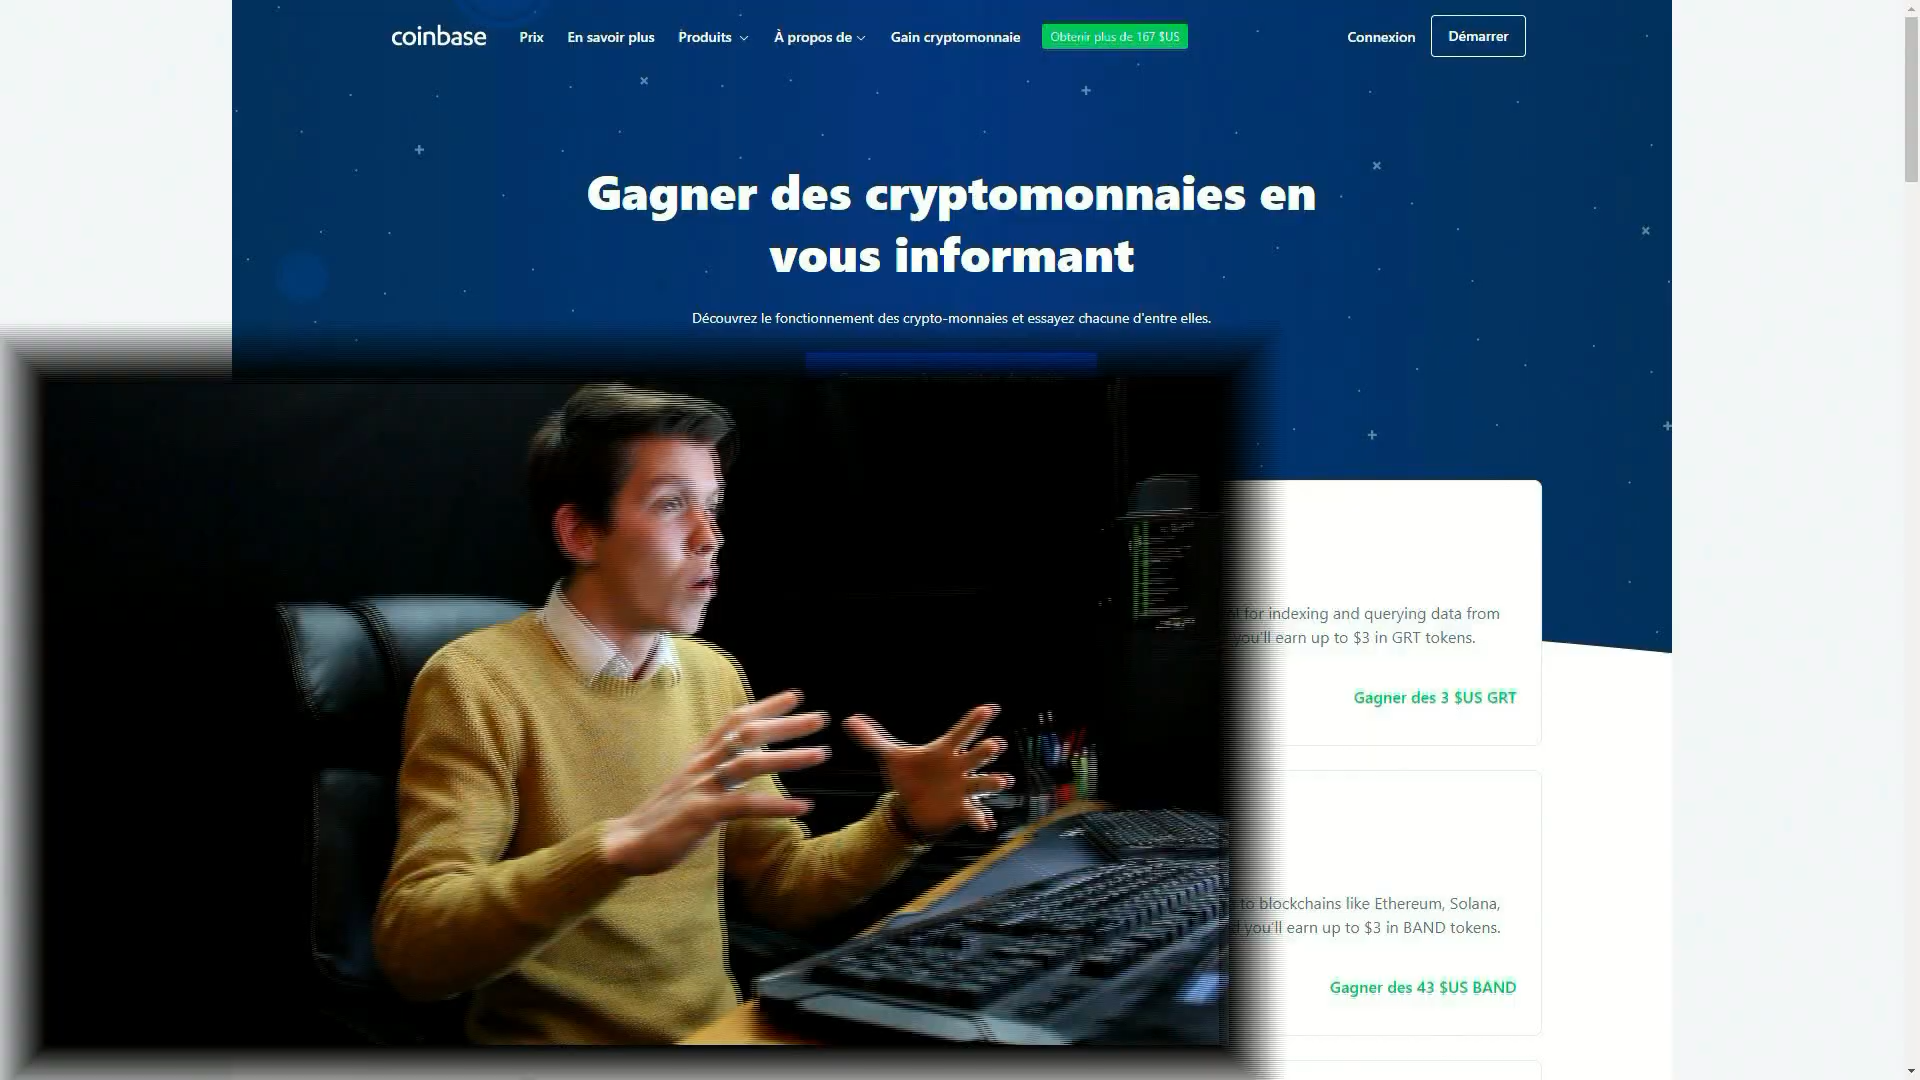 coinbase
Prix
En savoir plus
Produits
À propos de
Gain cryptomonnaie
Obtenir plus de 167 $US
Connexion
Démarrer
Gagner des cryptomonnaies en
vous informant
Découvrez le fonctionnement des crypto-monnaies et essayez chacune d'entre elles.
for indexing and querying data from
you'll earn up to $3 in GRT tokens.
Gagner des 3 $US GRT
to blockchains like Ethereum, Solana,
you'll earn up to $3 in BAND tokens.
Gagner des 43 $US BAND